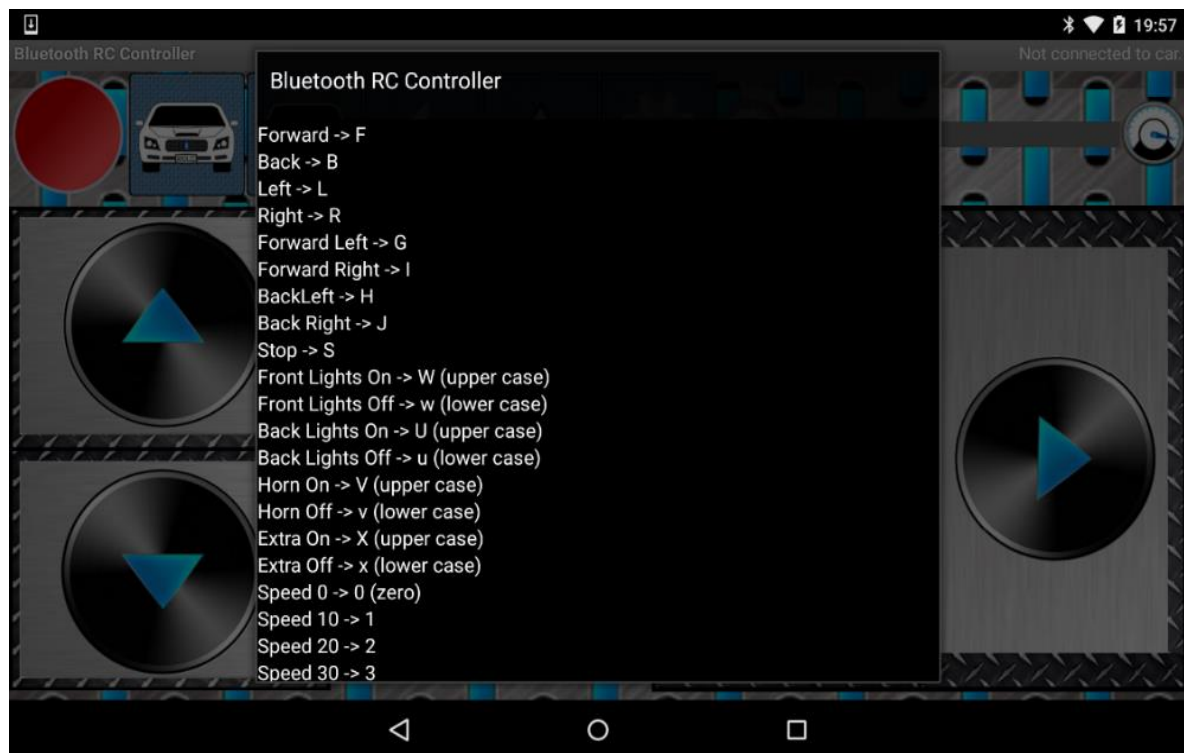 19:57
Bluetooth RC Controller
Not connected to car.
Bluetooth RC Controller
Forward -> F
Back -> B
Left -> L
Right -> R
Forward Left -> G
Forward Right -> I
BackLeft -> H
Back Right -> J
Stop -> S
Front Lights On -> W (upper case)
Front Lights Off -> w (lower case)
Back Lights On -> U (upper case)
Back Lights Off -> u (lower case)
Horn On -> V (upper case)
Horn Off -> v (lower case)
Extra On -> X (upper case)
Extra Off -> x (lower case)
Speed 0 -> 0 (zero)
Speed 10 -> 1
Speed 20 -> 2
Speed 30 -> 3